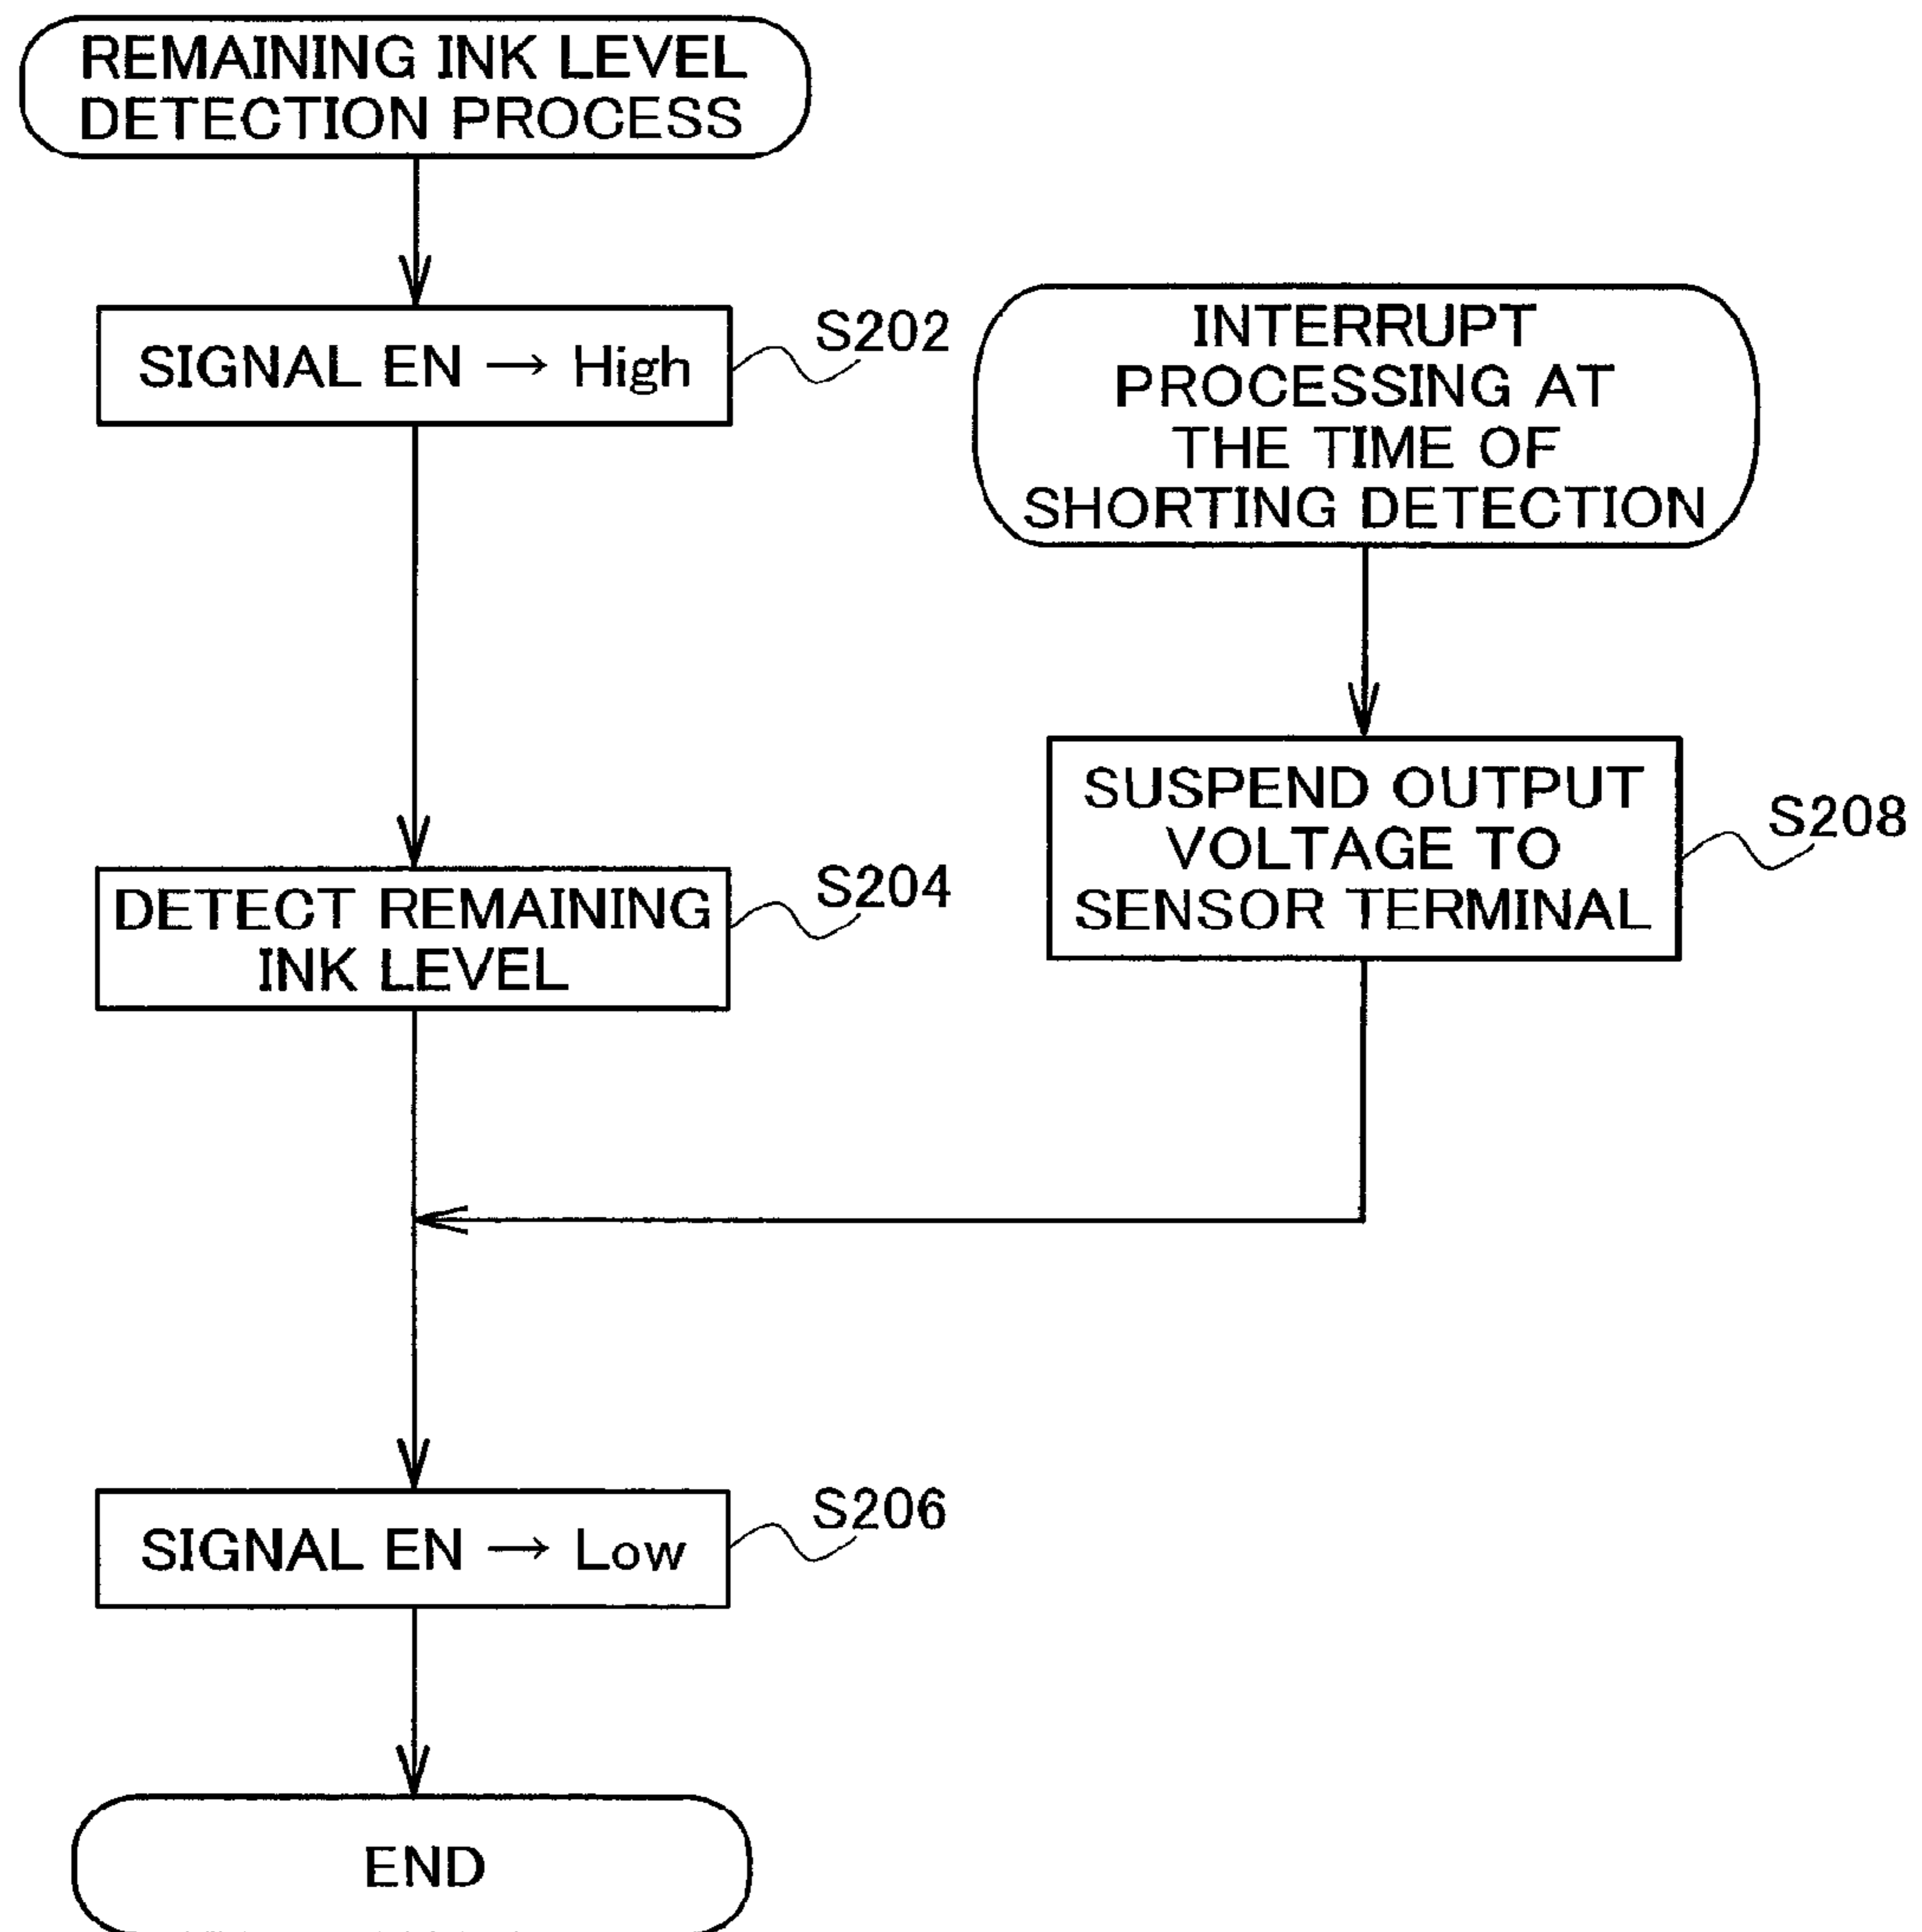 REMAINING INK LEVEL
DETECTION PROCESS
SIGNAL EN → High
S202
INTERRUPT
PROCESSING AT
THE TIME OF
SHORTING DETECTION
SUSPEND OUTPUT
VOLTAGE TO
SENSOR TERMINAL
S208
DETECT REMAINING
INK LEVEL
S204
SIGNAL EN → Low
S206
END